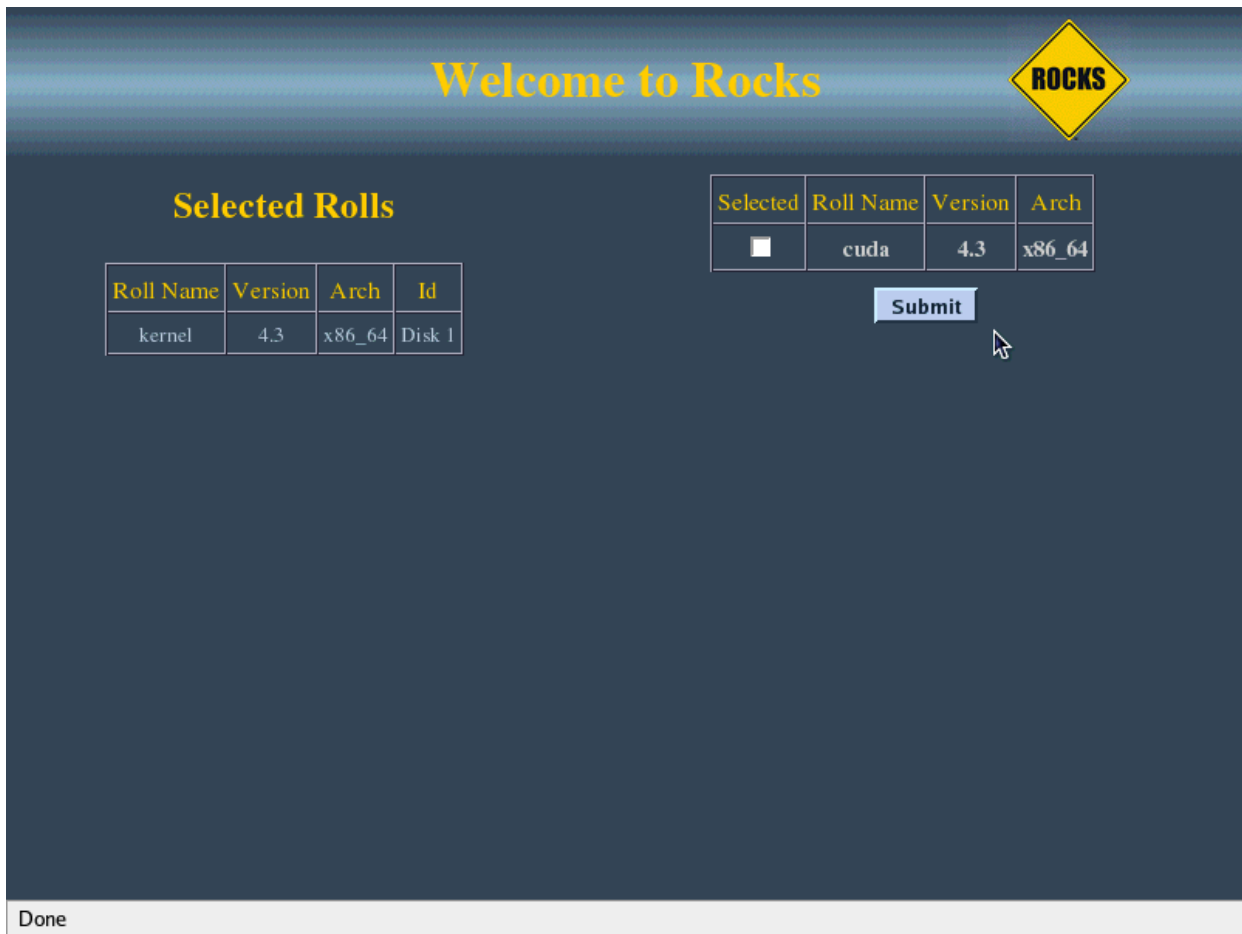 Welcome to Rocks
ROCKS
Selected Rolls
Roll Name Version Arch Id
kernel 4.3 x86_64 Disk 1
Selected Roll Name Version Arch
cuda 4.3 x86_64
Submit
Done